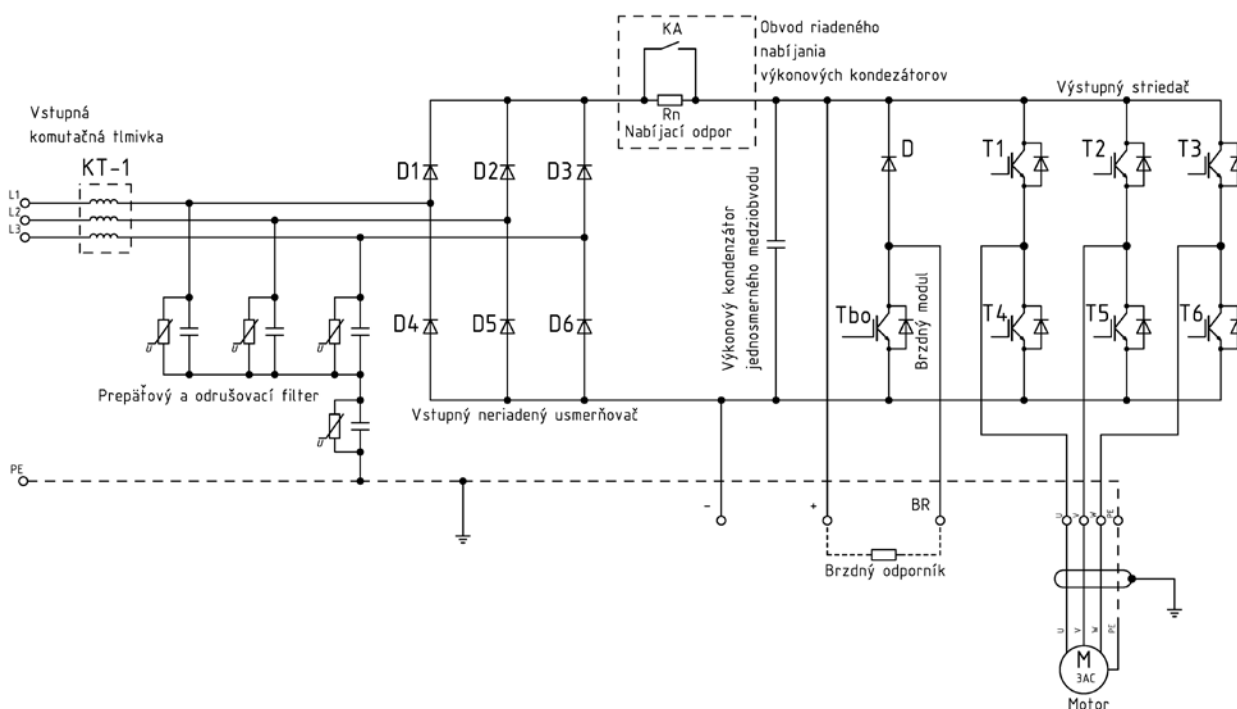 KA
Obvod riadeného
nabíjania
výkonových kondezátorov
Rn
Nabíjací odpor
Výstupný striedač
Vstupná
komutačná tlmivka
KT-1
L1
L2
L3
D1
D2
D3
D
T1
T2
T3
D4
D5
D6
Tbo
T4
T5
T6
Výkonový kondenzátor
jednosmerného medziobvodu
Brzdný modul
U
U
U
Prepäťový a odrušovací filter
Vstupný neriadený usmerňovač
U
PE
-
+
BR
U
V
W
PE
Brzdný odporník
U
V
W
PE
M
3AC
Motor